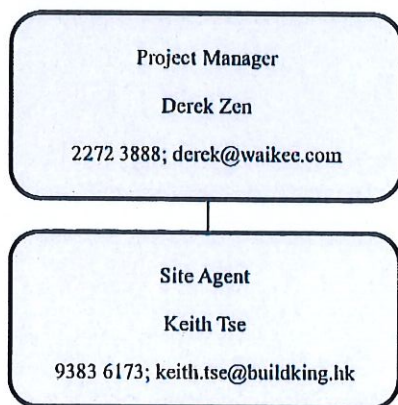 Project Manager
Derek Zen
2272 3888; derek@waikee.com
Site Agent
Keith Tse
9383 6173; keith.tse@buildking.hk